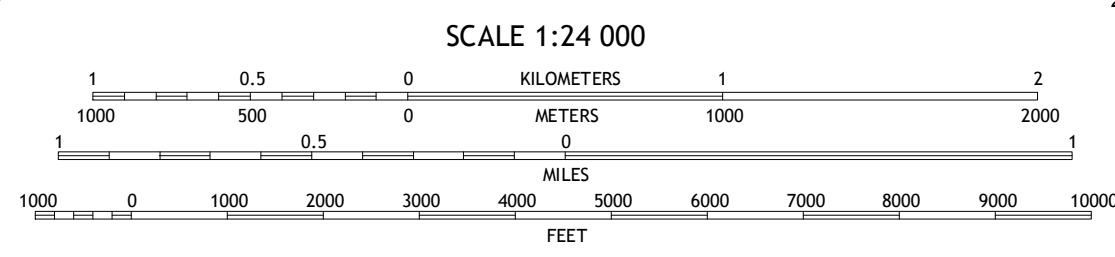 SCALE 1:24 000
1 0.5 0 KILOMETERS 1 2
1000 500 0 METERS 1000 2000
1 0.5 0 1
MILES
1000 0 1000 2000 3000 4000 5000 6000 7000 8000 9000 10000
FEET